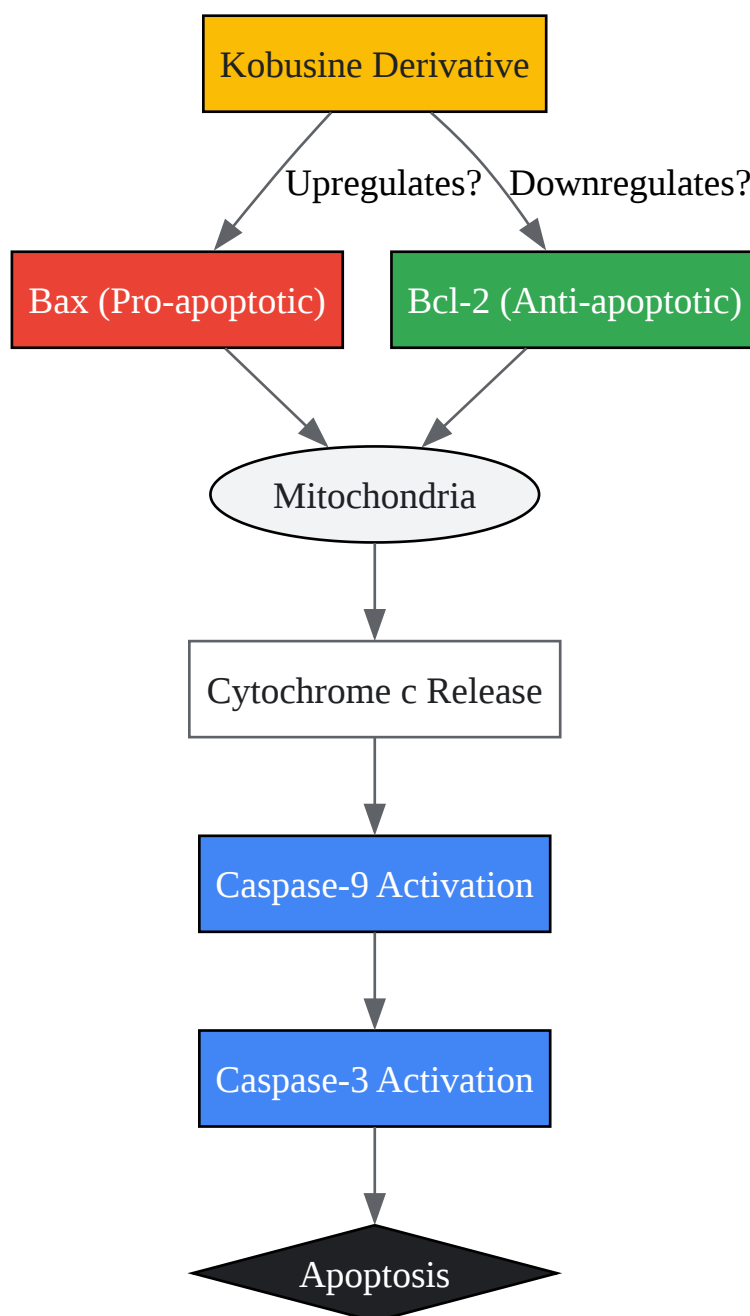 Kobusine Derivative
Upregulates?
Downregulates?
Bax (Pro-apoptotic)
Bcl-2 (Anti-apoptotic)
Mitochondria
Cytochrome c Release
Caspase-9 Activation
Caspase-3 Activation
Apoptosis